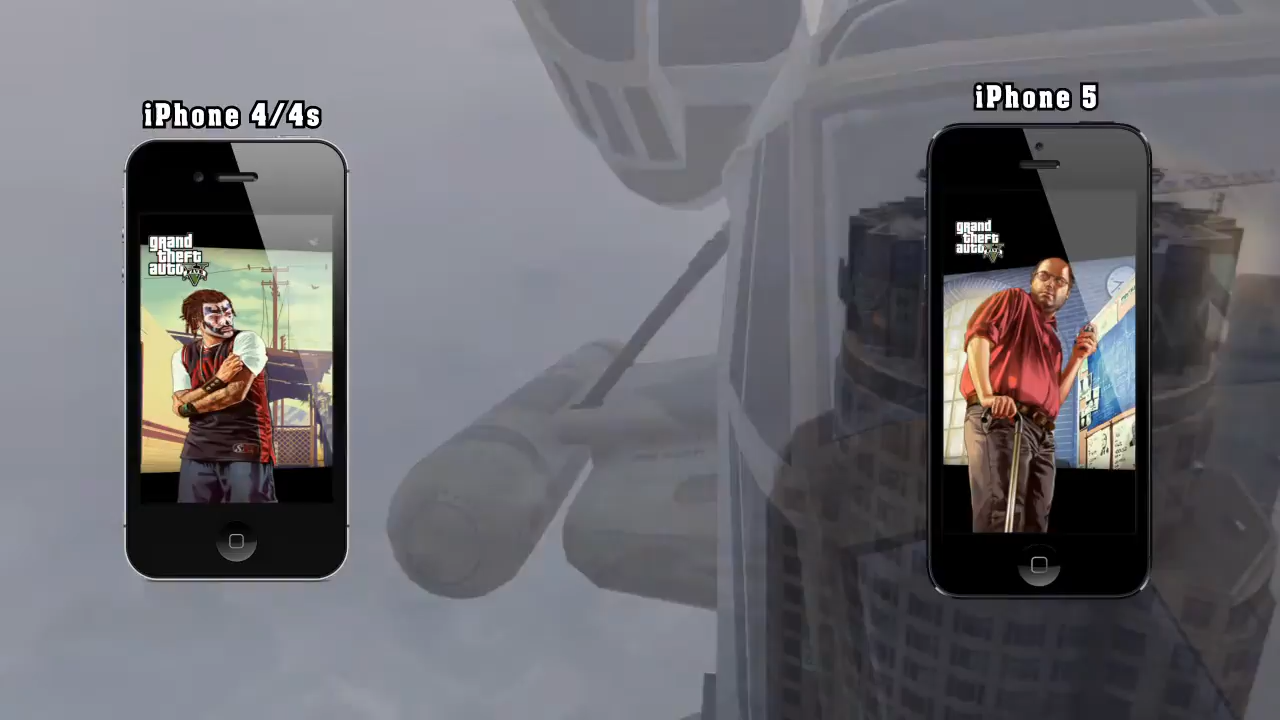 iPhone 4/4s
iPhone 5
grand
theft
auto
grand
theft
auto